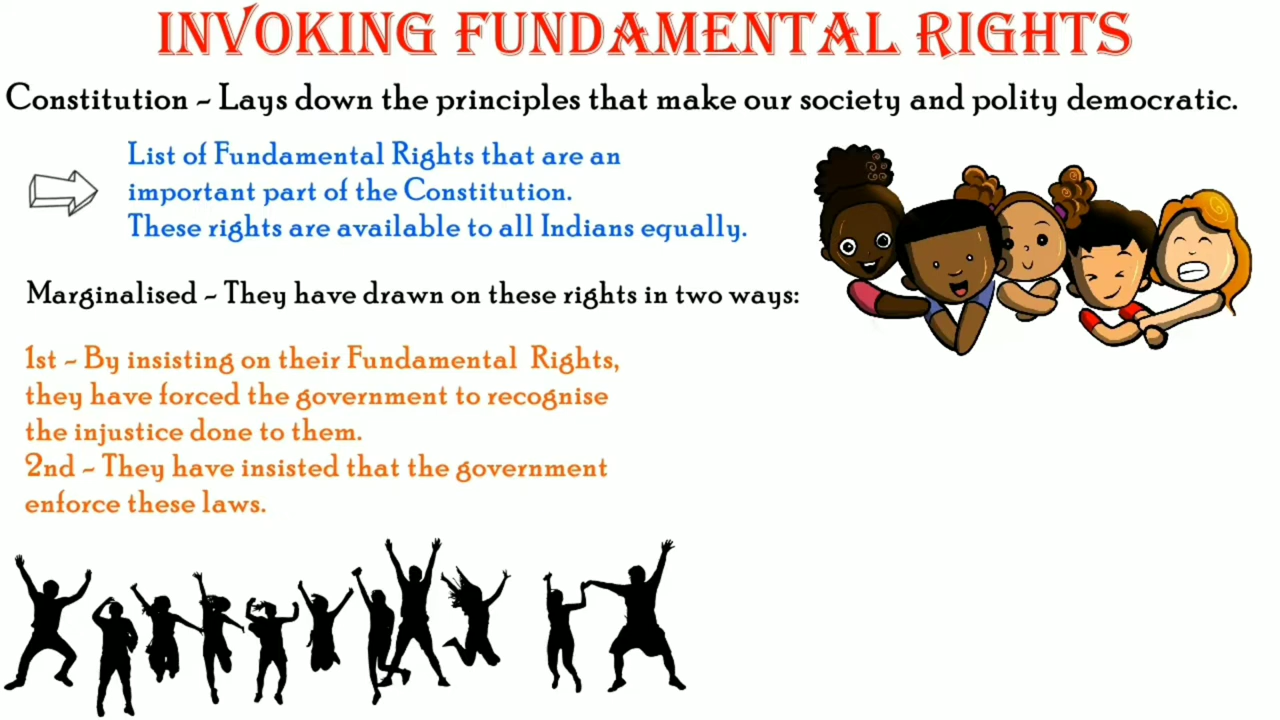 INVOKING FUNDAMENTAL RIGHTS
Constitution ~ Lays down the principles that make our society and polity democratic.
List of Fundamental Rights that are an
important part of the Constitution.
These rights are available to all Indians equally.
Marginalised ~ They have drawn on these rights in two ways:
1st ~ By insisting on their Fundamental Rights,
they have forced the government to recognise
the injustice done to them.
2nd ~ They have insisted that the government
enforce these laws.